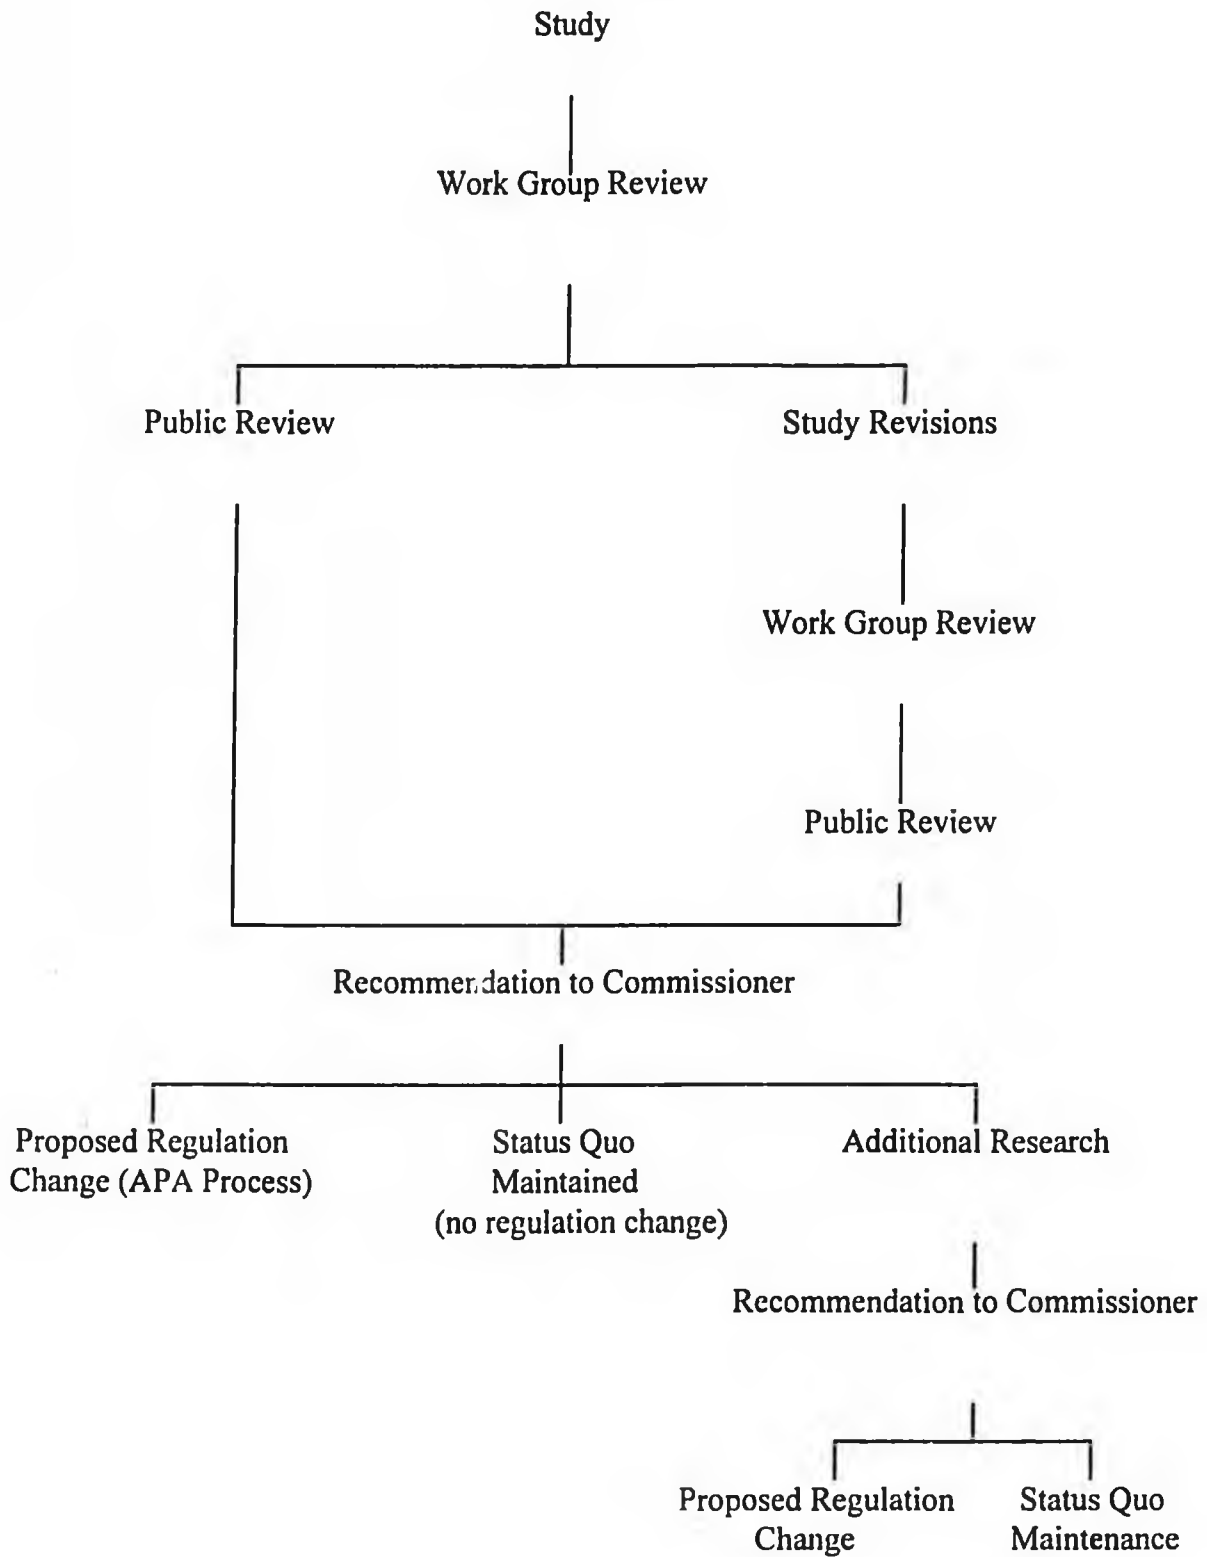 Study
Work Group Review
Public Review
Study Revisions
Work Group Review
Public Review
Recommendation to Commissioner
Proposed Regulation
Change (APA Process)
Status Quo
Maintained
(no regulation change)
Additional Research
Recommendation to Commissioner
Proposed Regulation
Change
Status Quo
Maintenance